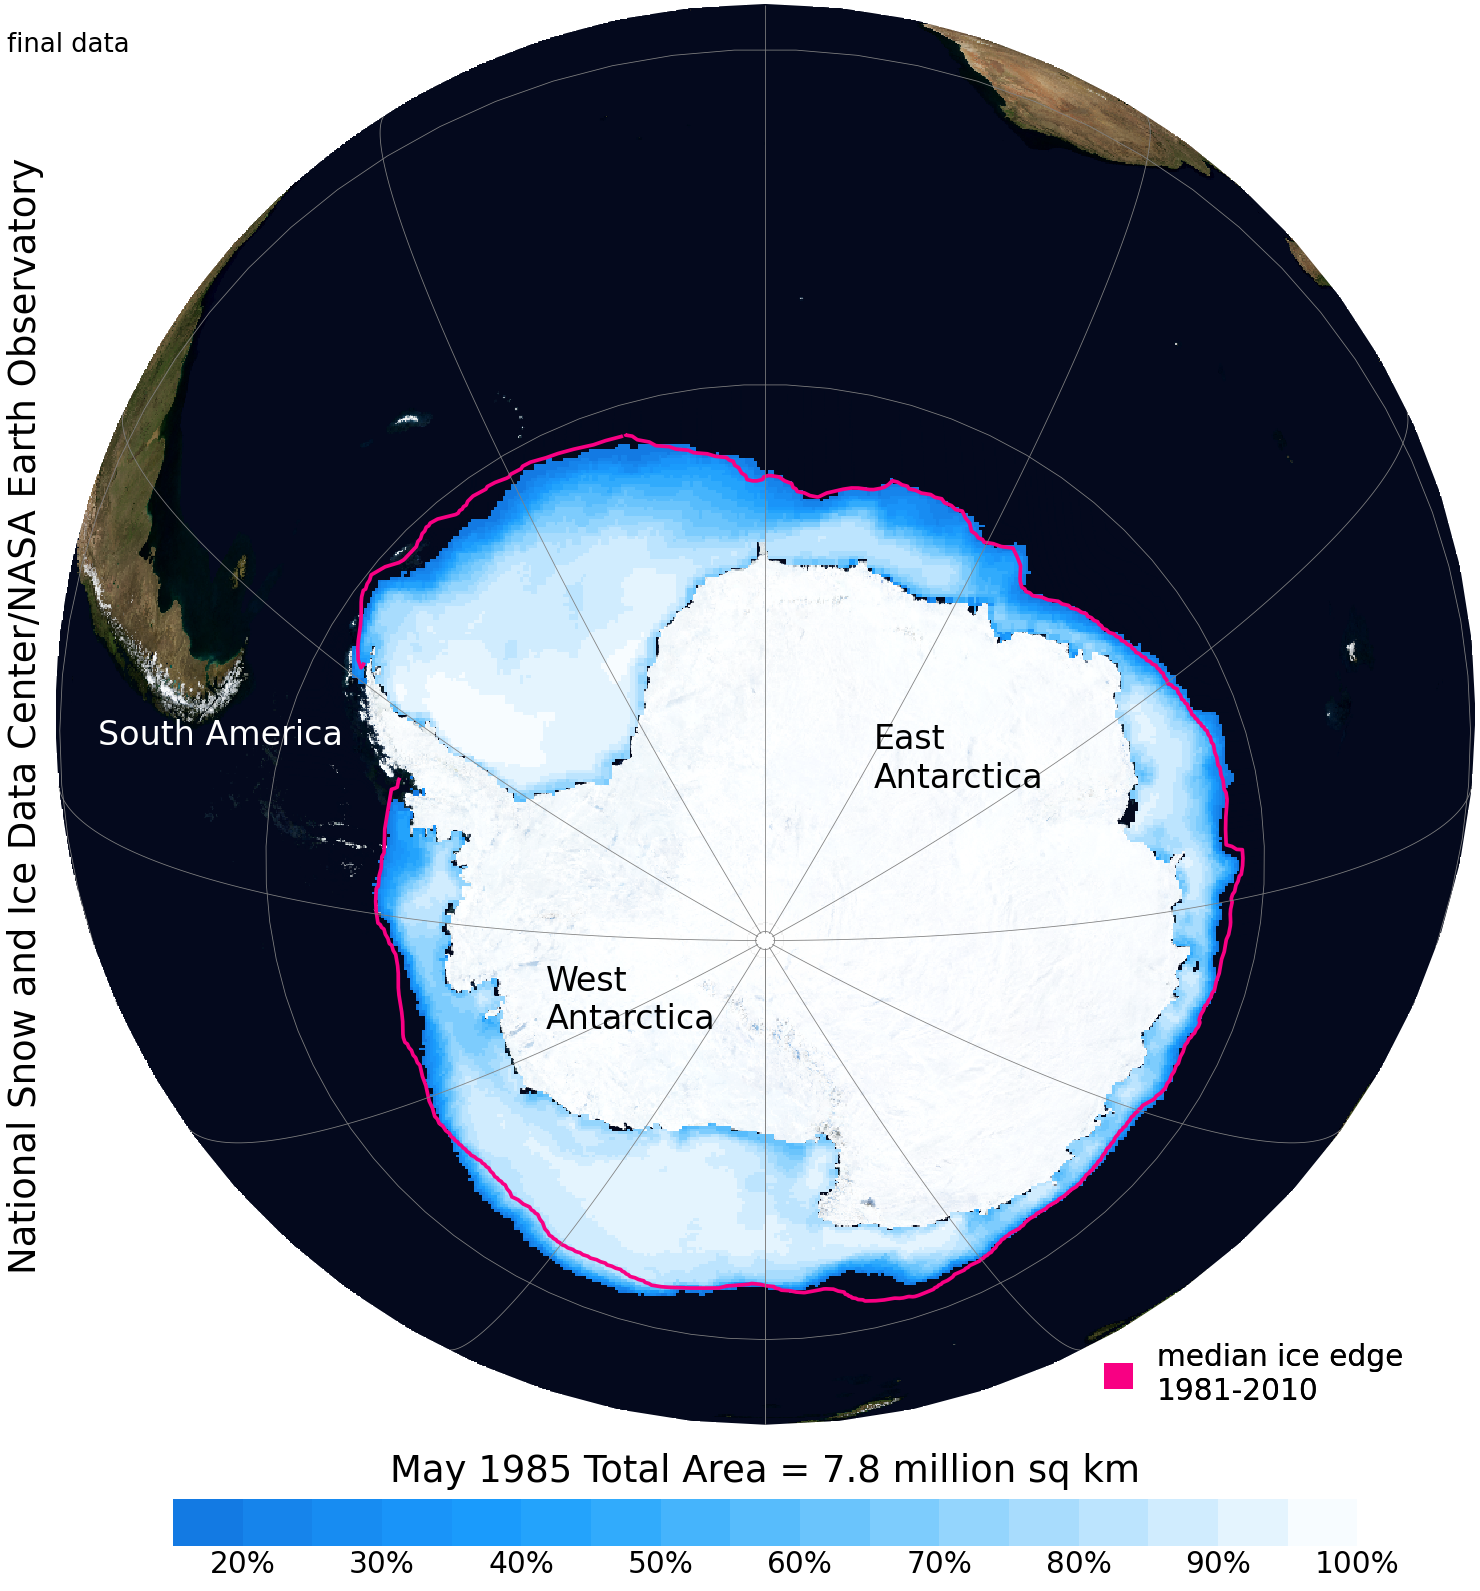 final data
National Snow and Ice Data Center/NASA Earth Observatory
South America
East
Antarctica
West
Antarctica
median ice edge
1981-2010
May 1985 Total Area = 7.8 million sq km
20% 30% 40% 50% 60% 70% 80% 90% 100%